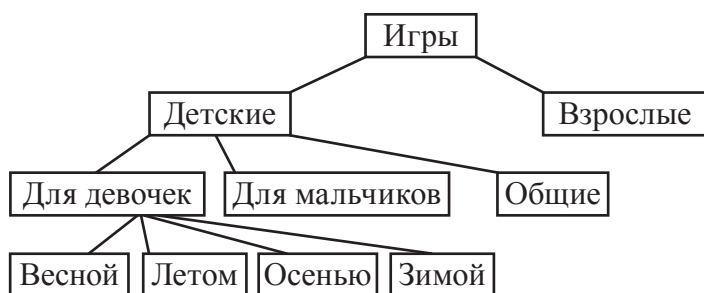 Игры
Детские
Взрослые
Для девочек
Для мальчиков
Общие
Весной
Летом
Осенью
Зимой